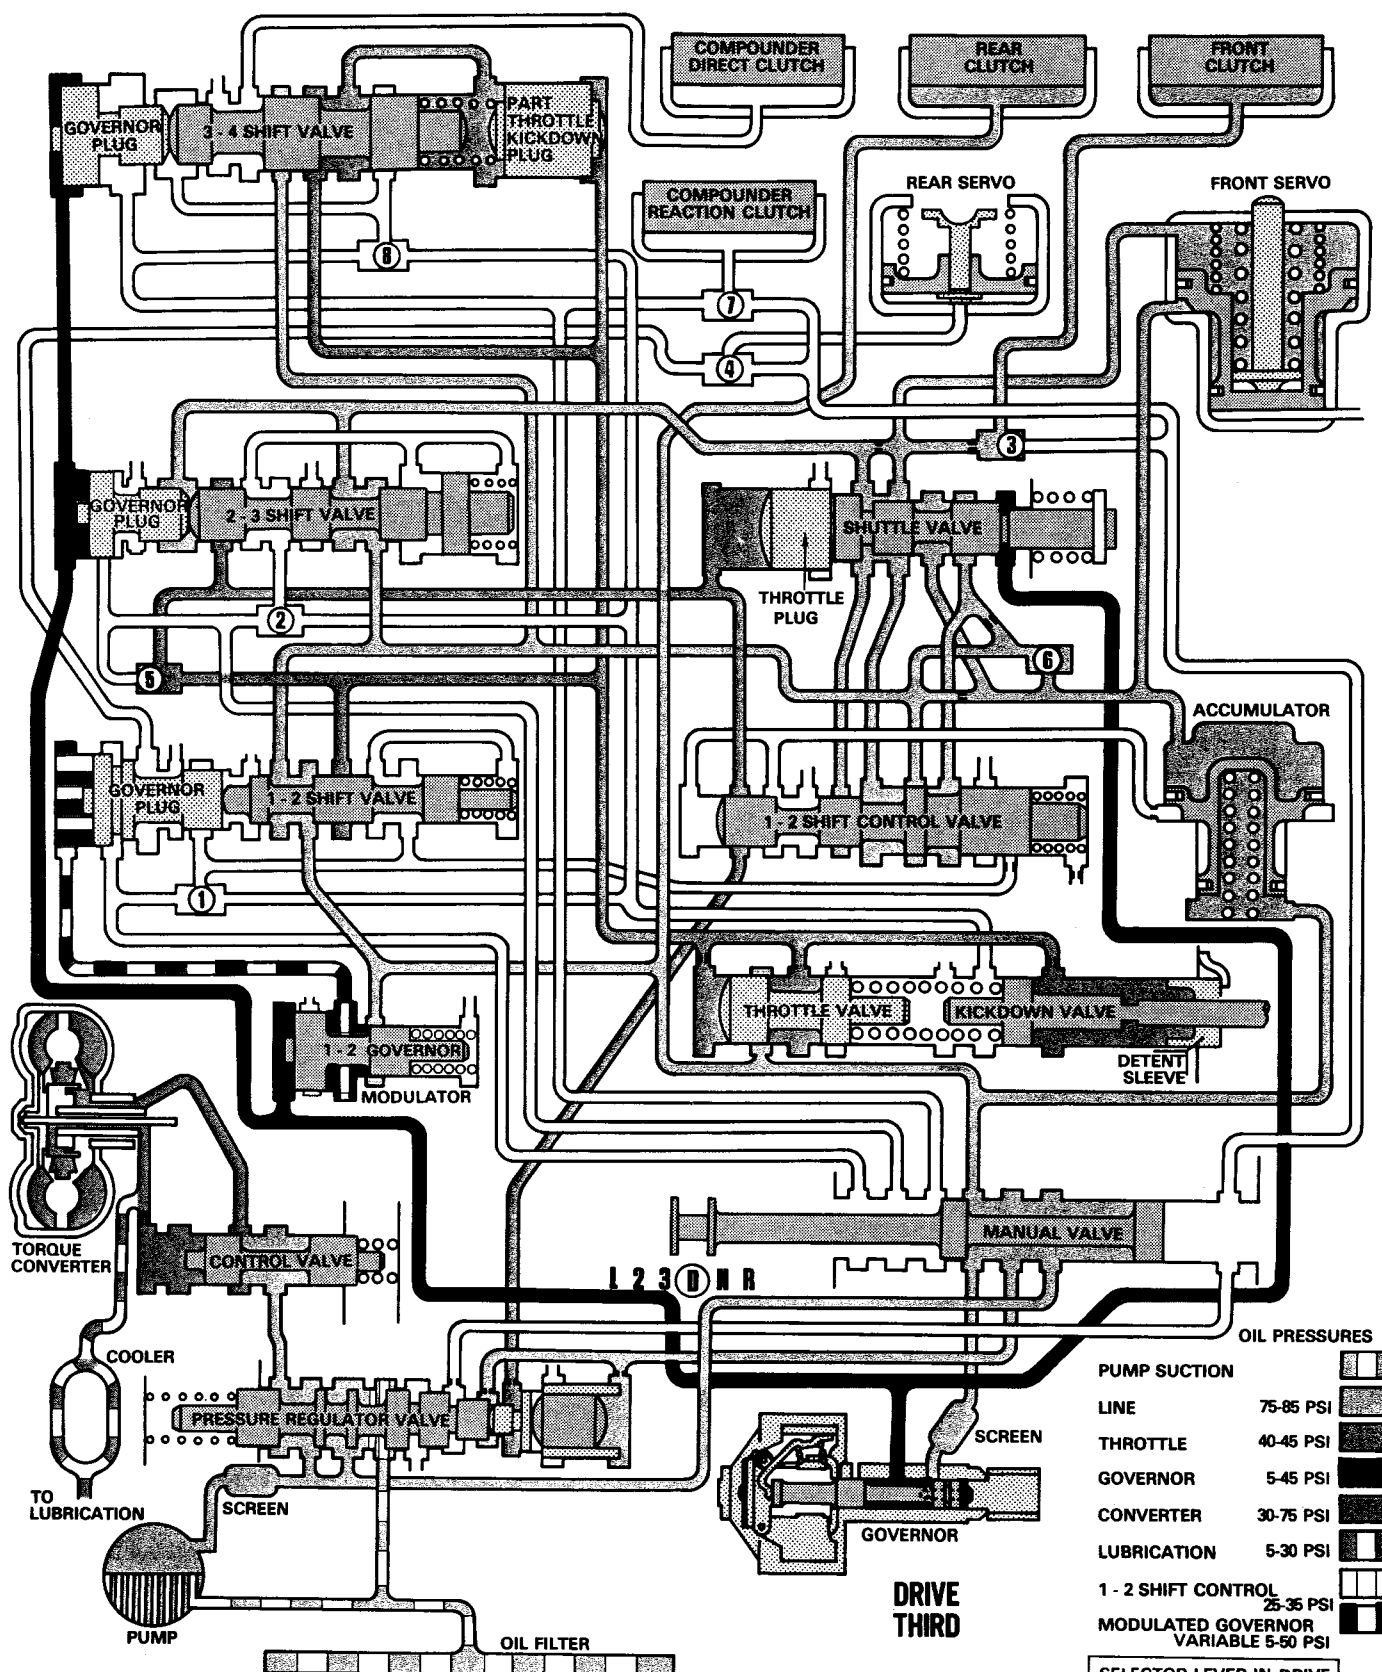 COMPOUNDER
DIRECT CLUTCH
REAR
CLUTCH
FRONT
CLUTCH
GOVERNOR
PLUG
3 - 4 SHIFT VALVE
PART
THROTTLE
KICKDOWN
PLUG
COMPOUNDER
REACTION CLUTCH
REAR SERVO
FRONT SERVO
8
7
4
3
GOVERNOR
PLUG
2 - 3 SHIFT VALVE
SHUTTLE VALVE
THROTTLE
PLUG
2
5
6
ACCUMULATOR
GOVERNOR
PLUG
1 - 2 SHIFT VALVE
1 - 2 SHIFT CONTROL VALVE
1
THROTTLE VALVE
KICKDOWN VALVE
1 - 2 GOVERNOR
MODULATOR
DETENT
SLEEVE
TORQUE
CONVERTER
CONTROL VALVE
MANUAL VALVE
L 2 3 D N R
COOLER
PRESSURE REGULATOR VALVE
SCREEN
TO
LUBRICATION
SCREEN
GOVERNOR
PUMP
OIL FILTER
DRIVE
THIRD
OIL PRESSURES
PUMP SUCTION
LINE 75-85 PSI
THROTTLE 40-45 PSI
GOVERNOR 5-45 PSI
CONVERTER 30-75 PSI
LUBRICATION 5-30 PSI
1 - 2 SHIFT CONTROL
25-35 PSI
MODULATED GOVERNOR
VARIABLE 5-50 PSI
SELECTOR LEVER IN DRIVE